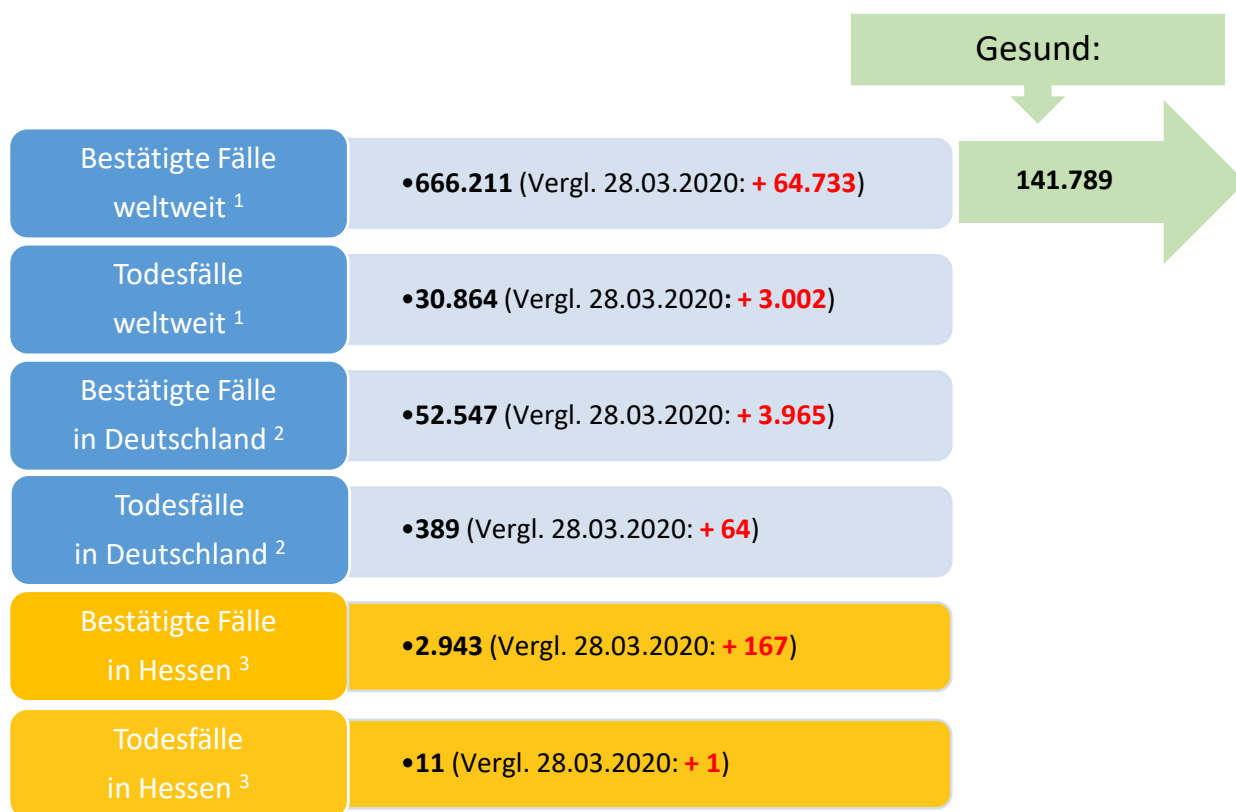 Gesund:
Bestätigte Fälle
weltweit ¹
•666.211 (Vergl. 28.03.2020: + 64.733)
141.789
Todesfälle
weltweit ¹
•30.864 (Vergl. 28.03.2020: + 3.002)
Bestätigte Fälle
in Deutschland ²
•52.547 (Vergl. 28.03.2020: + 3.965)
Todesfälle
in Deutschland ²
•389 (Vergl. 28.03.2020: + 64)
Bestätigte Fälle
in Hessen ³
•2.943 (Vergl. 28.03.2020: + 167)
Todesfälle
in Hessen ³
•11 (Vergl. 28.03.2020: + 1)